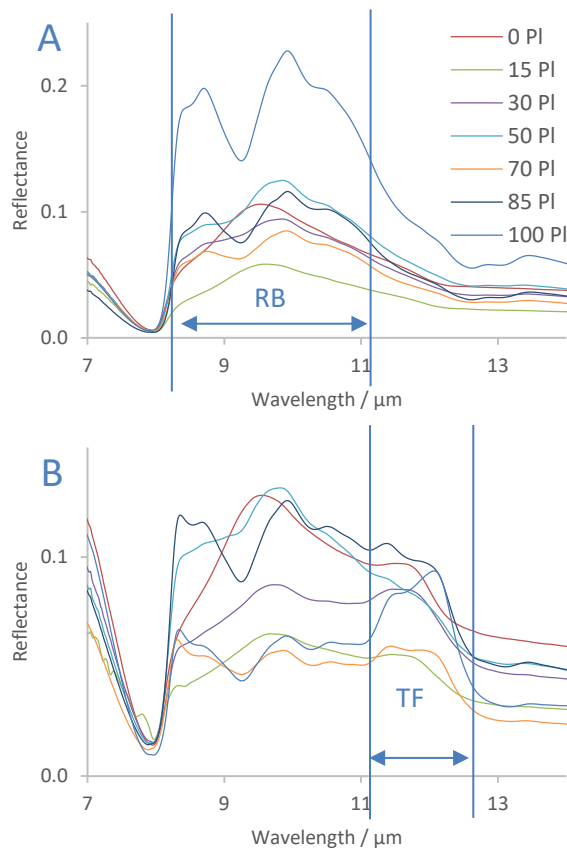 A
0 Pl
15 Pl
30 Pl
50 Pl
70 Pl
85 Pl
100 Pl
Reflectance
0.2
0.1
0.0
RB
7 9 11 13
Wavelength / µm
B
Reflectance
0.1
0.0
TF
7 9 11 13
Wavelength / µm